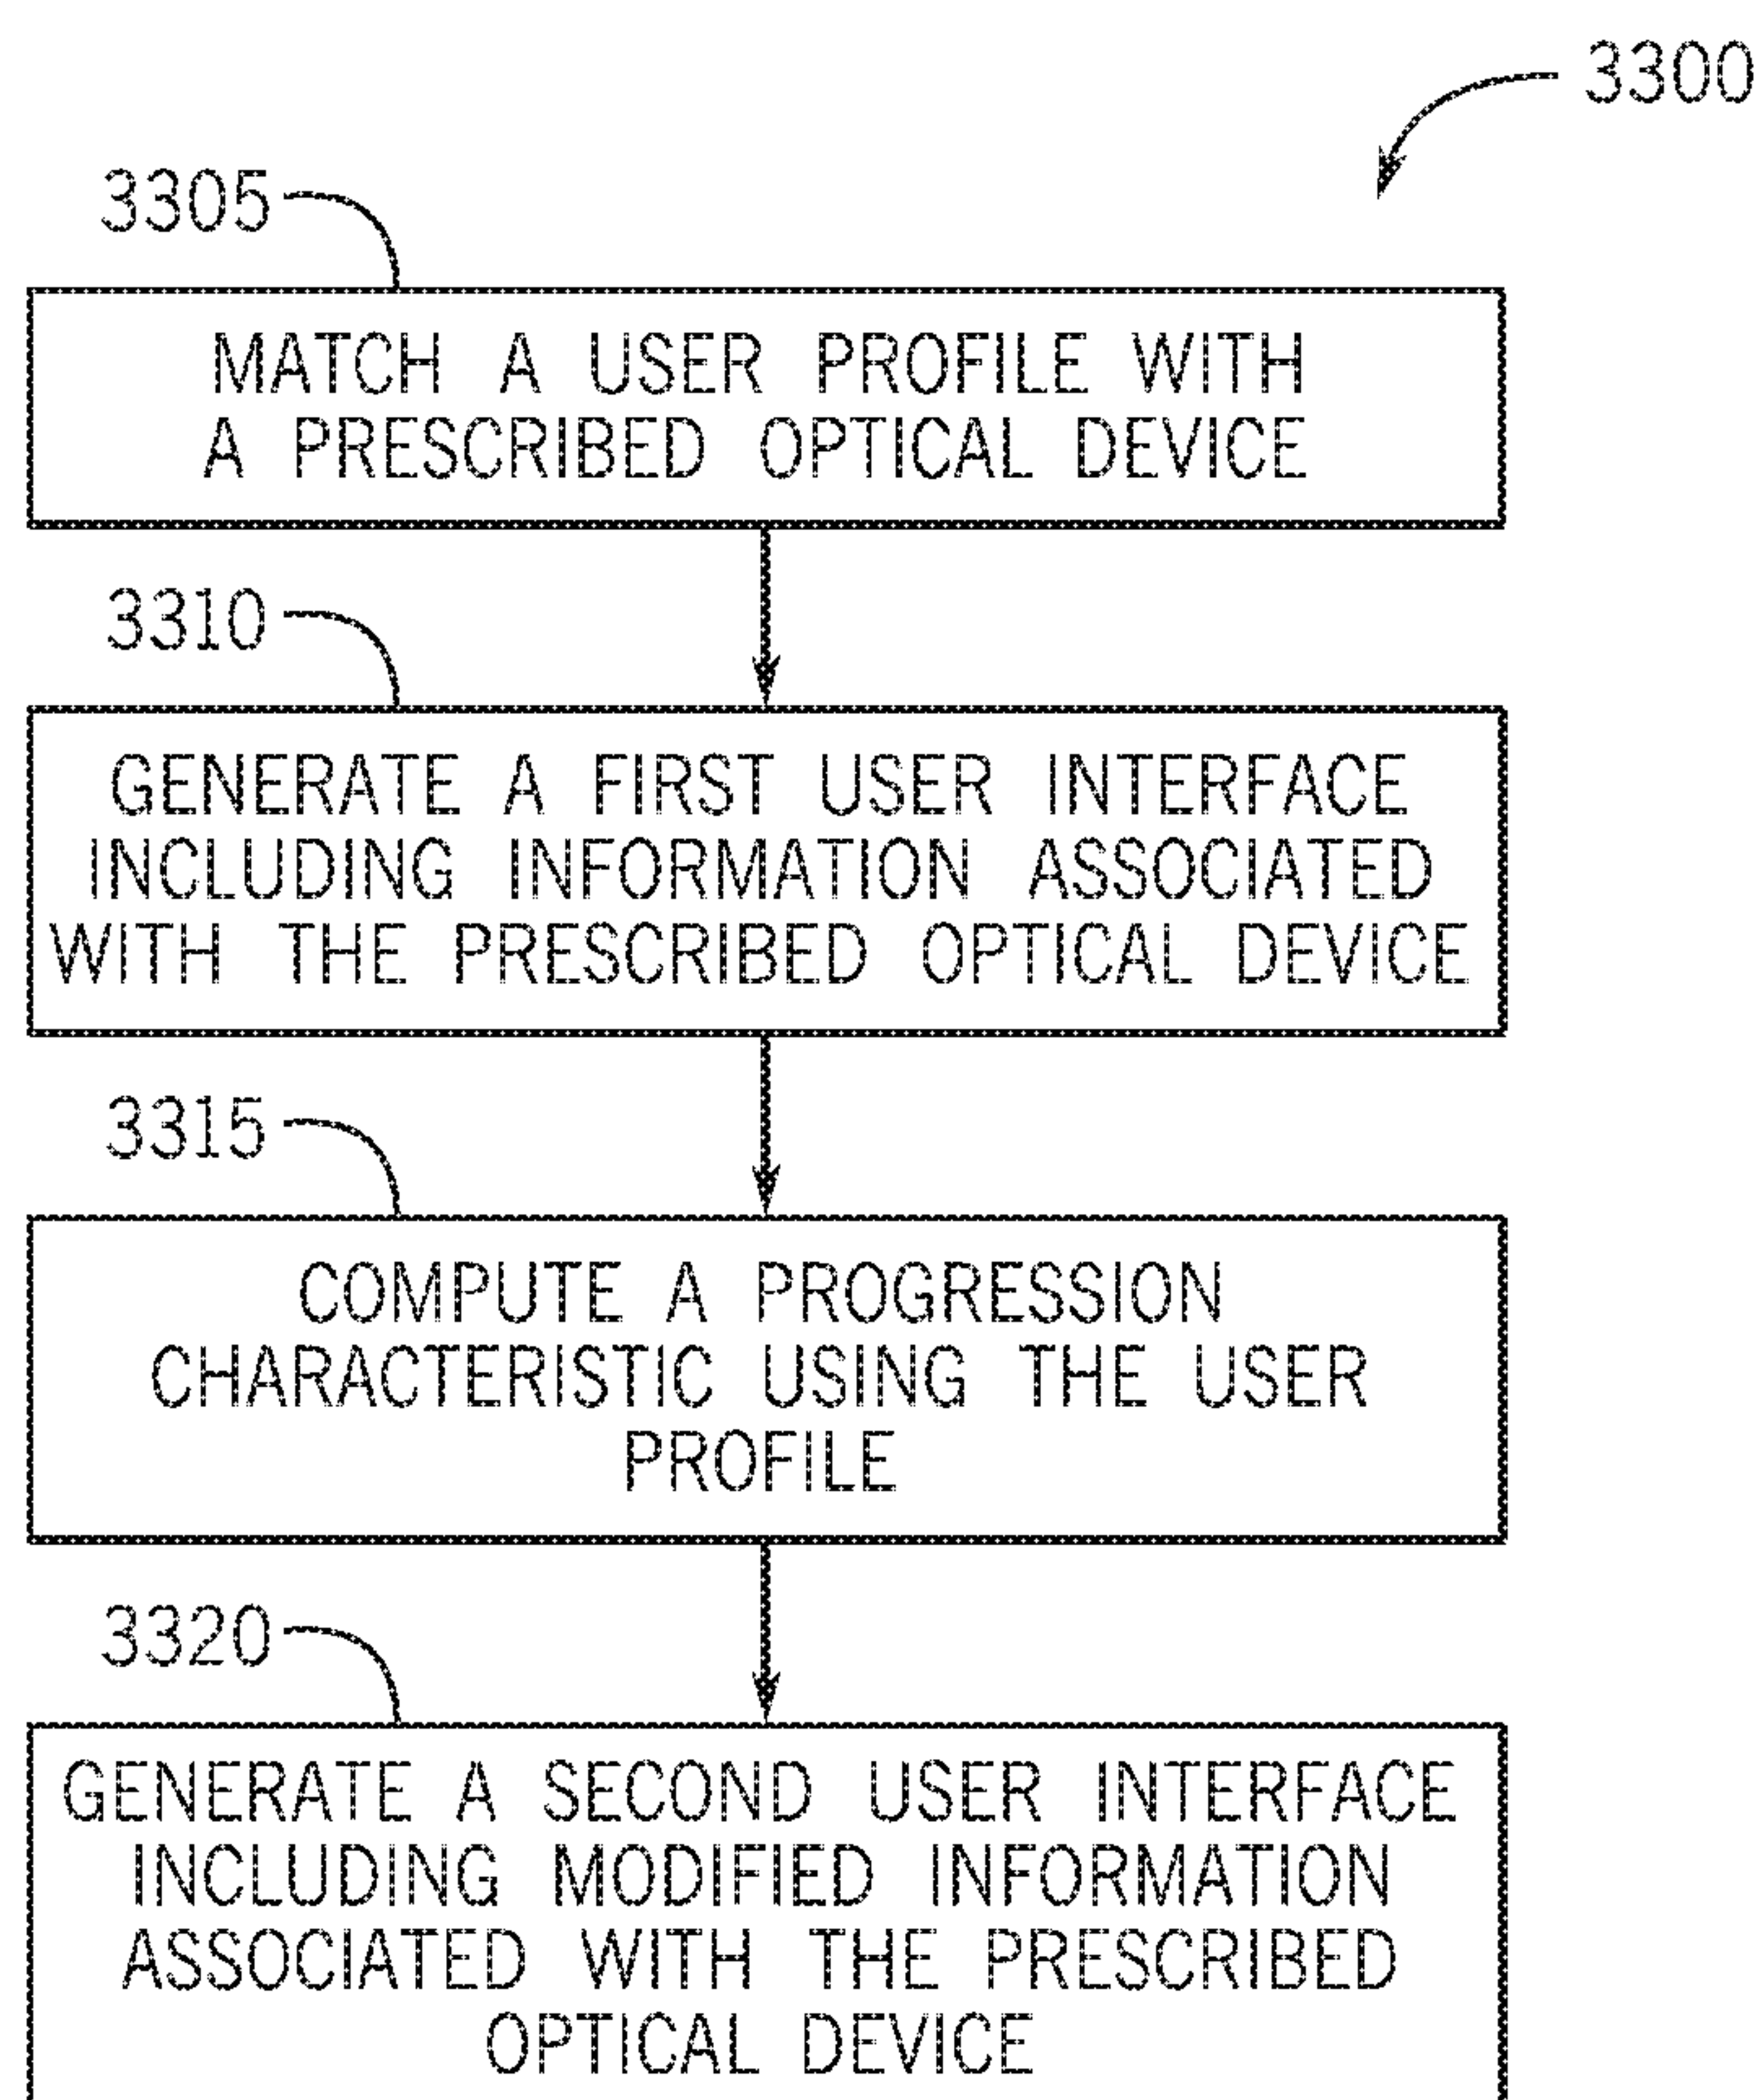 3300
3305
MATCH A USER PROFILE WITH
A PRESCRIBED OPTICAL DEVICE
3310
GENERATE A FIRST USER INTERFACE
INCLUDING INFORMATION ASSOCIATED
WITH THE PRESCRIBED OPTICAL DEVICE
3315
COMPUTE A PROGRESSION
CHARACTERISTIC USING THE USER
PROFILE
3320
GENERATE A SECOND USER INTERFACE
INCLUDING MODIFIED INFORMATION
ASSOCIATED WITH THE PRESCRIBED
OPTICAL DEVICE